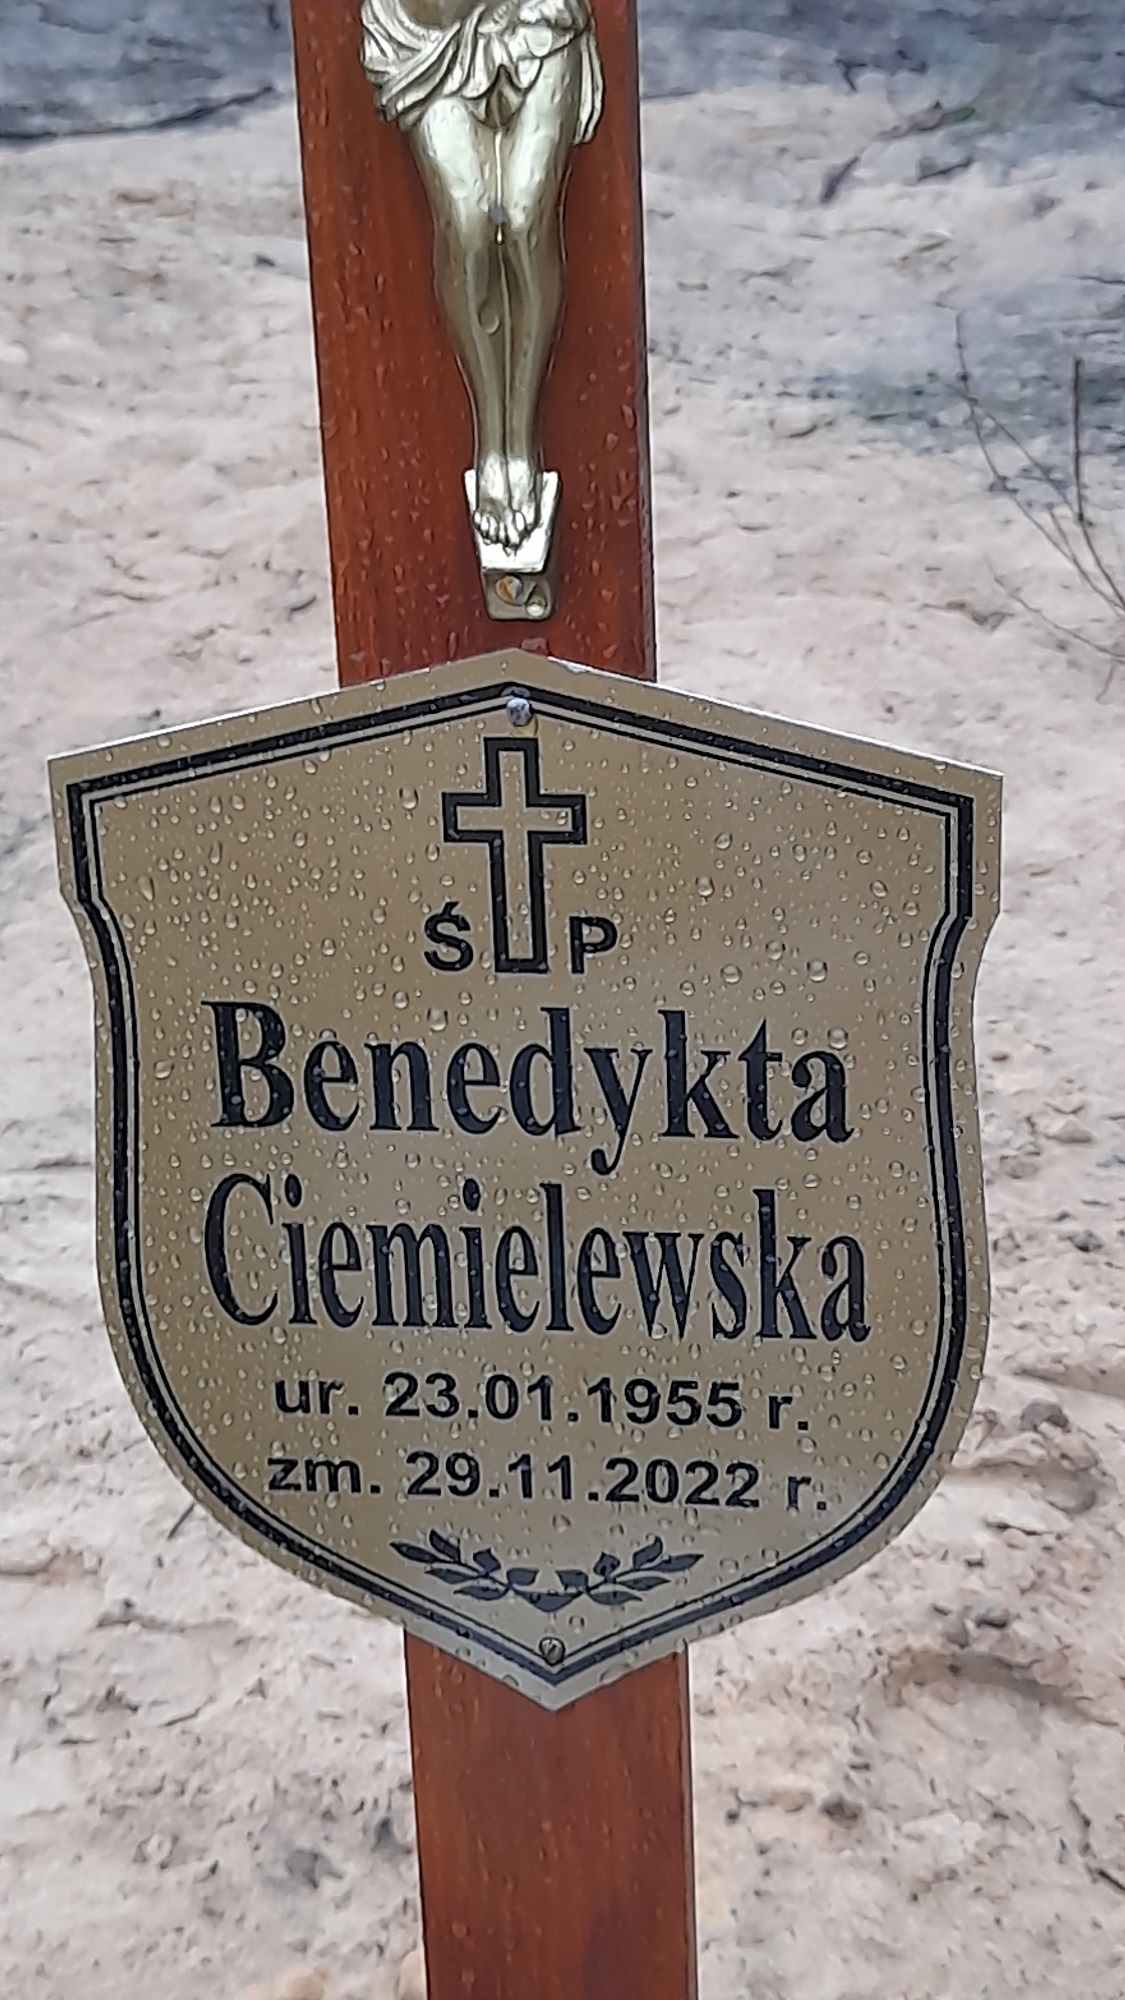 Ś P
Benedykta
Ciemielewska
ur. 23.01.1955 r.
zm. 29.11.2022 r.